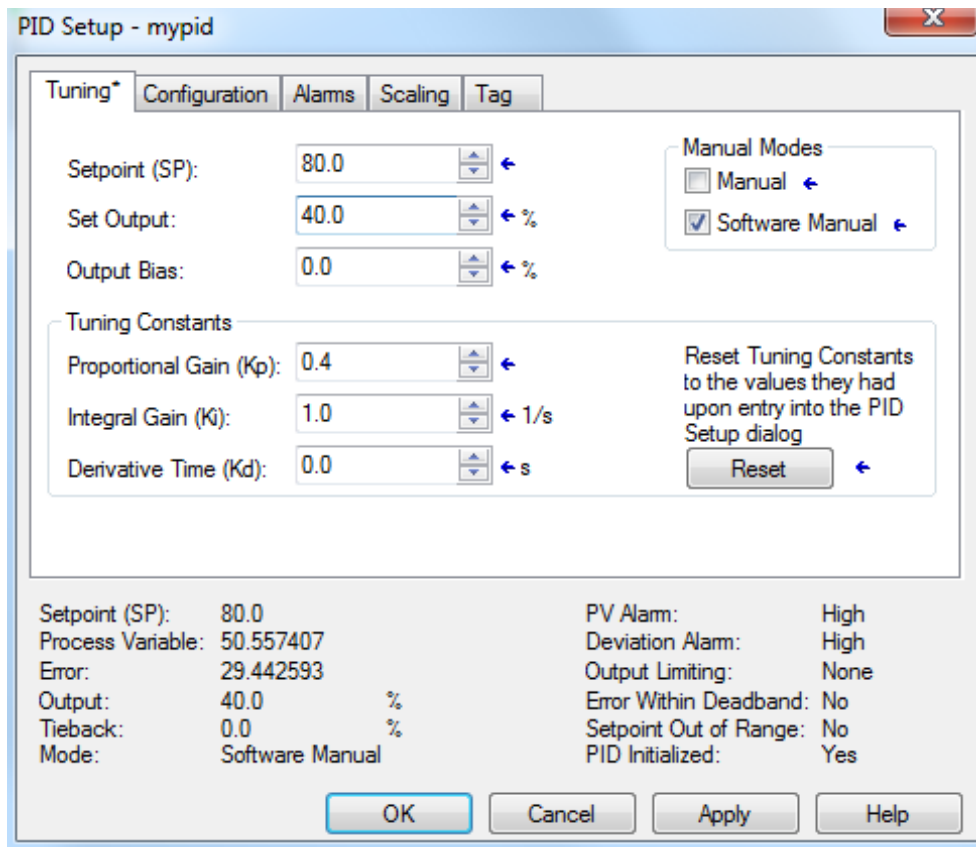 PID Setup - mypid
Tuning* Configuration Alarms Scaling Tag
Setpoint (SP): 80.0
Set Output: 40.0 %
Output Bias: 0.0 %
Manual Modes
Manual
Software Manual
Tuning Constants
Proportional Gain (Kp): 0.4
Integral Gain (Ki): 1.0 1/s
Derivative Time (Kd): 0.0 s
Reset Tuning Constants
to the values they had
upon entry into the PID
Setup dialog
Reset
Setpoint (SP): 80.0
Process Variable: 50.557407
Error: 29.442593
Output: 40.0 %
Tieback: 0.0 %
Mode: Software Manual
PV Alarm: High
Deviation Alarm: High
Output Limiting: None
Error Within Deadband: No
Setpoint Out of Range: No
PID Initialized: Yes
OK Cancel Apply Help